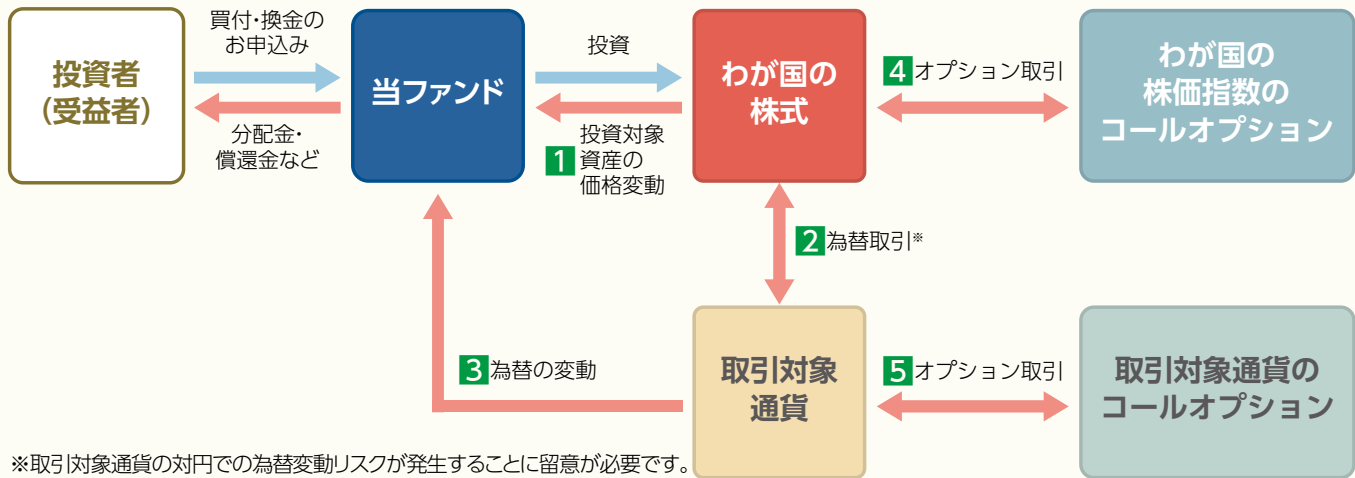 投資者
(受益者)
買付・換金の
お申込み
分配金・
償還金など
当ファンド
投資
1 投資対象
資産の
価格変動
わが国の
株式
4 オプション取引
わが国の
株価指数の
コールオプション
2 為替取引※
3 為替の変動
取引対象
通貨
5 オプション取引
取引対象通貨の
コールオプション
※取引対象通貨の対円での為替変動リスクが発生することに留意が必要です。